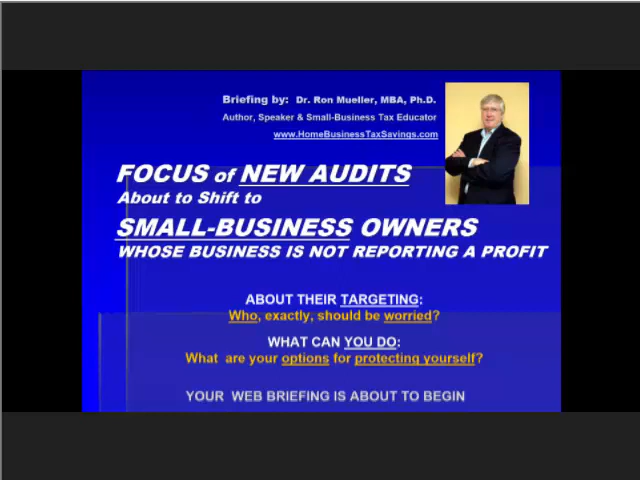 Briefing by: Dr. Ron Mueller, MBA, Ph.D.
Author, Speaker & Small-Business Tax Educator
www.HomeBusinessTaxSavings.com
FOCUS of NEW AUDITS
About to Shift to
SMALL-BUSINESS OWNERS
WHOSE BUSINESS IS NOT REPORTING A PROFIT
ABOUT THEIR TARGETING:
Who, exactly, should be worried?
WHAT CAN YOU DO:
What are your options for protecting yourself?
YOUR WEB BRIEFING IS ABOUT TO BEGIN